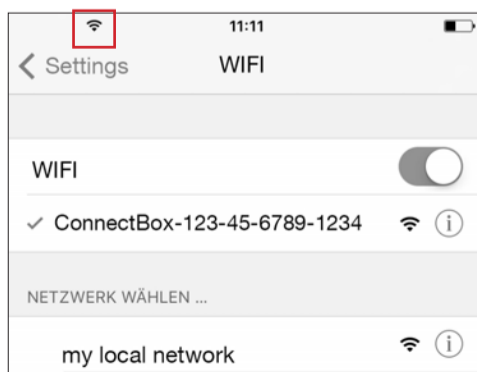 11:11
Settings WIFI
WIFI
ConnectBox-123-45-6789-1234
NETZWERK WÄHLEN ...
my local network